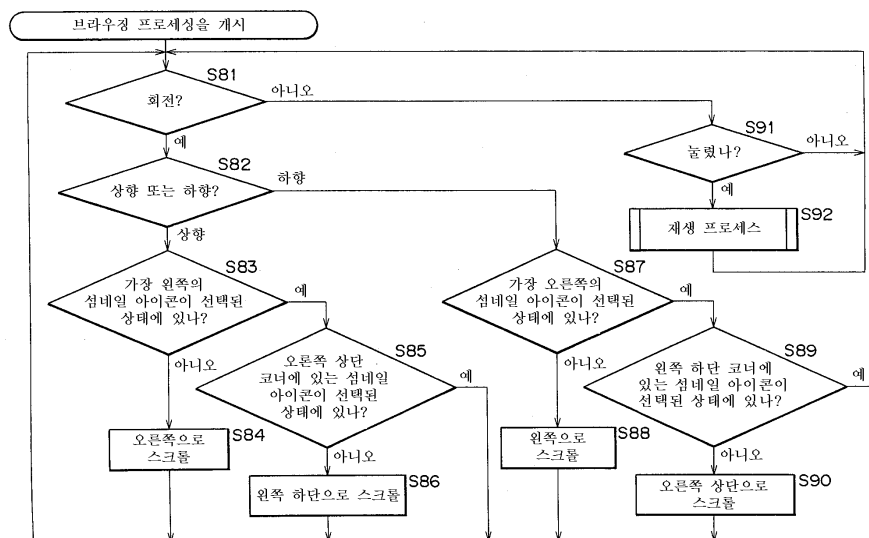 브라우징 프로세싱을 개시
S81
회전?
아니오
예
S91
눌렸나?
아니오
예
S82
상향 또는 하향?
하향
상향
S92
재생 프로세스
S83
가장 왼쪽의
섬네일 아이콘이 선택된
상태에 있나?
예
아니오
S87
가장 오른쪽의
섬네일 아이콘이 선택된
상태에 있나?
예
아니오
S85
오론쪽 상단
코너에 있는 섬네일
아이콘이 선택된
상태에 있나?
예
아니오
S89
왼쪽 하단 코너에
있는 섬네일 아이콘이
선택된 상태에 있나?
예
아니오
S84
오른쪽으로
스크롤
S88
왼쪽으로
스크롤
S86
왼쪽 하단으로 스크롤
S90
오른쪽 상단으로
스크롤